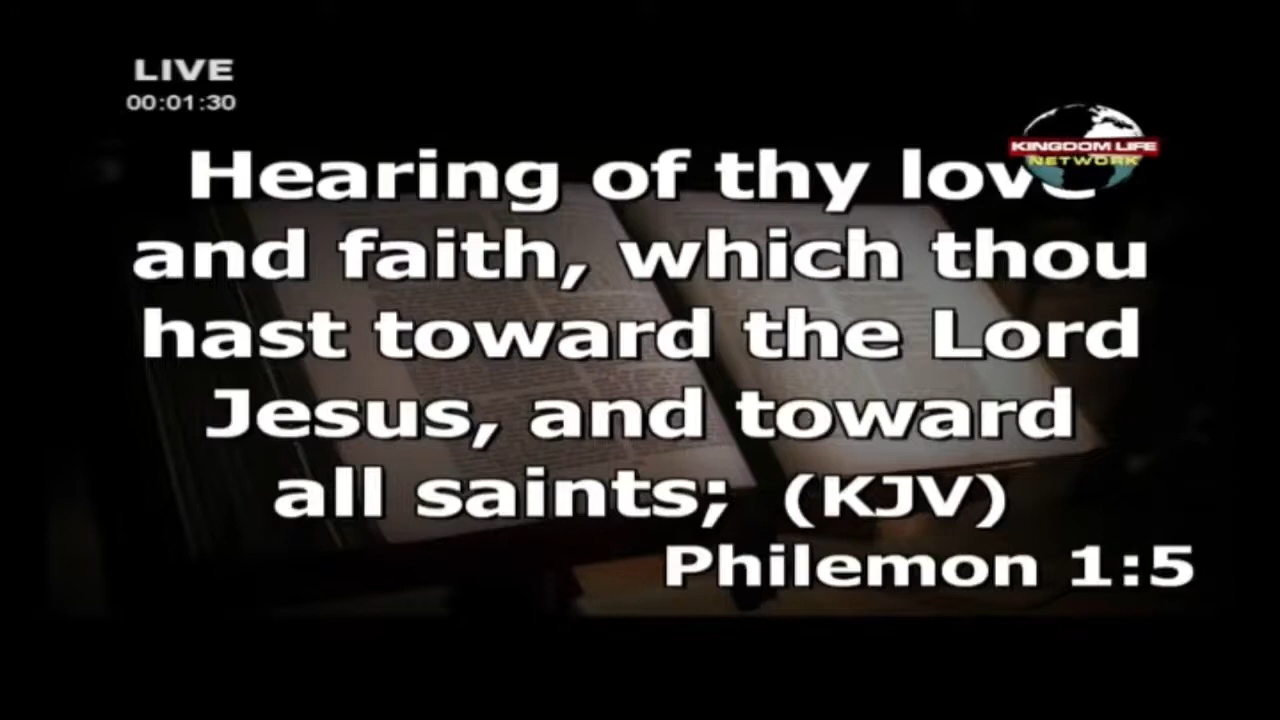 LIVE
00:01:30
KINGDOM LIFE
NETWORK
Hearing of thy love
and faith, which thou
hast toward the Lord
Jesus, and toward
all saints; (KJV)
Philemon 1:5